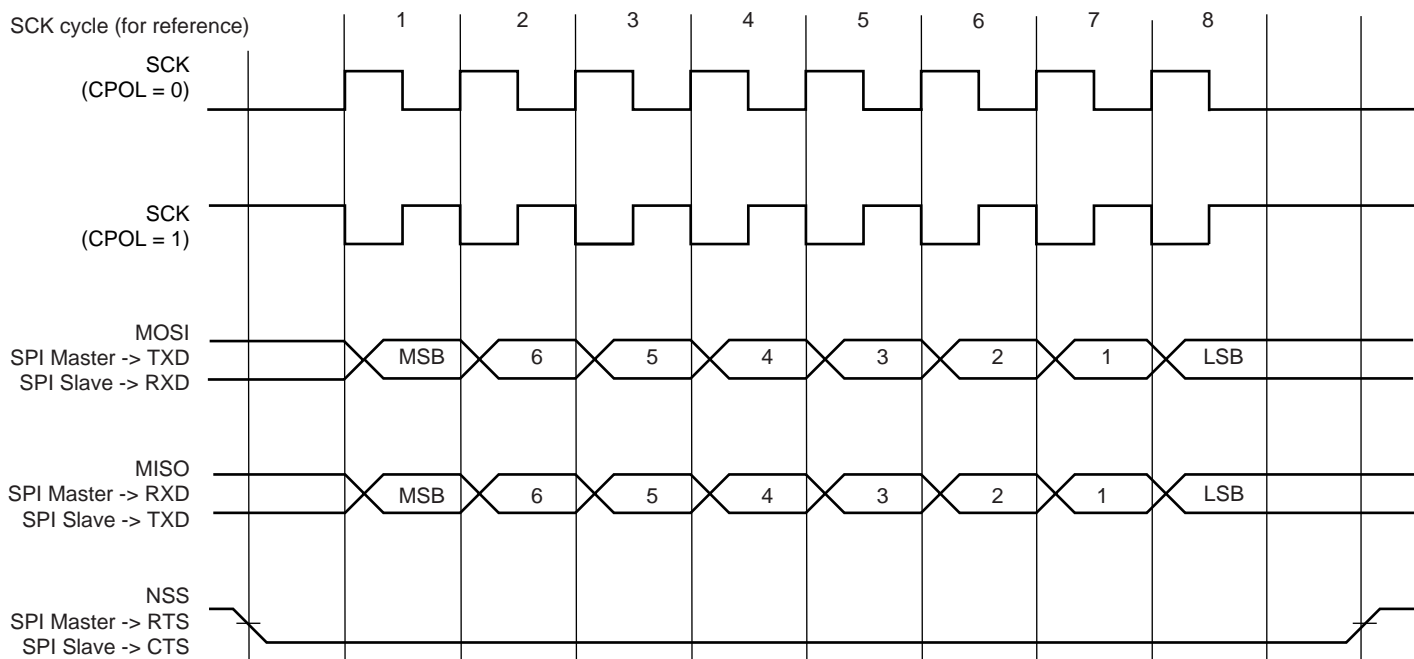 SCK cycle (for reference) 1 2 3 4 5 6 7 8
SCK
(CPOL = 0)
SCK
(CPOL = 1)
MOSI
SPI Master -> TXD
SPI Slave -> RXD
MSB 6 5 4 3 2 1 LSB
MISO
SPI Master -> RXD
SPI Slave -> TXD
MSB 6 5 4 3 2 1 LSB
NSS
SPI Master -> RTS
SPI Slave -> CTS